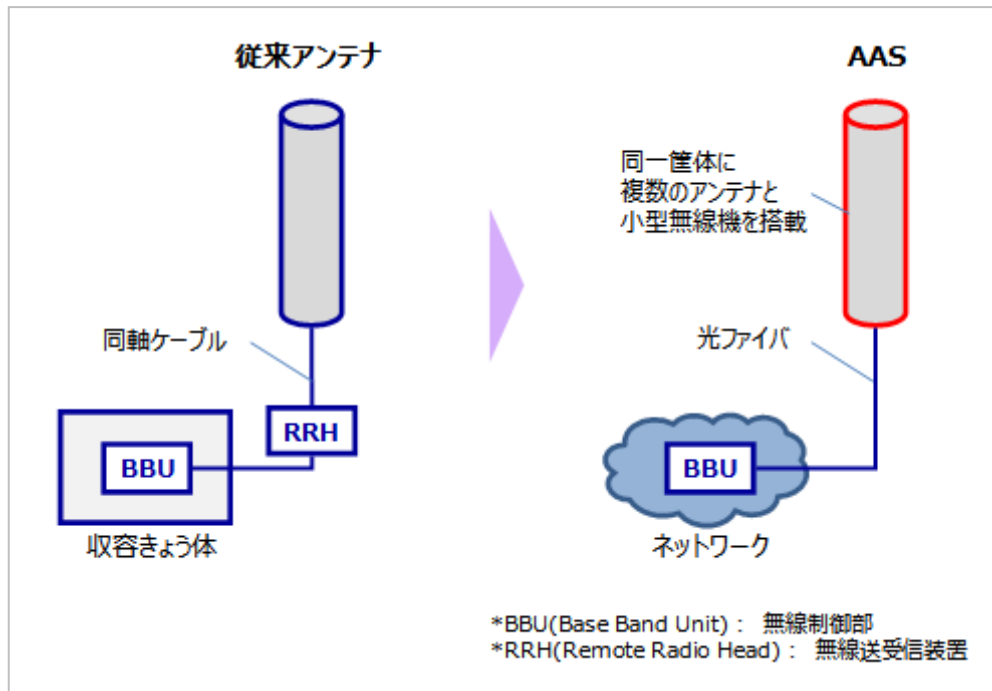 従来アンテナ
同軸ケーブル
RRH
BBU
収容きょう体
AAS
同一筐体に
複数のアンテナと
小型無線機を搭載
光ファイバ
BBU
ネットワーク
*BBU(Base Band Unit)： 無線制御部
*RRH(Remote Radio Head)： 無線送受信装置